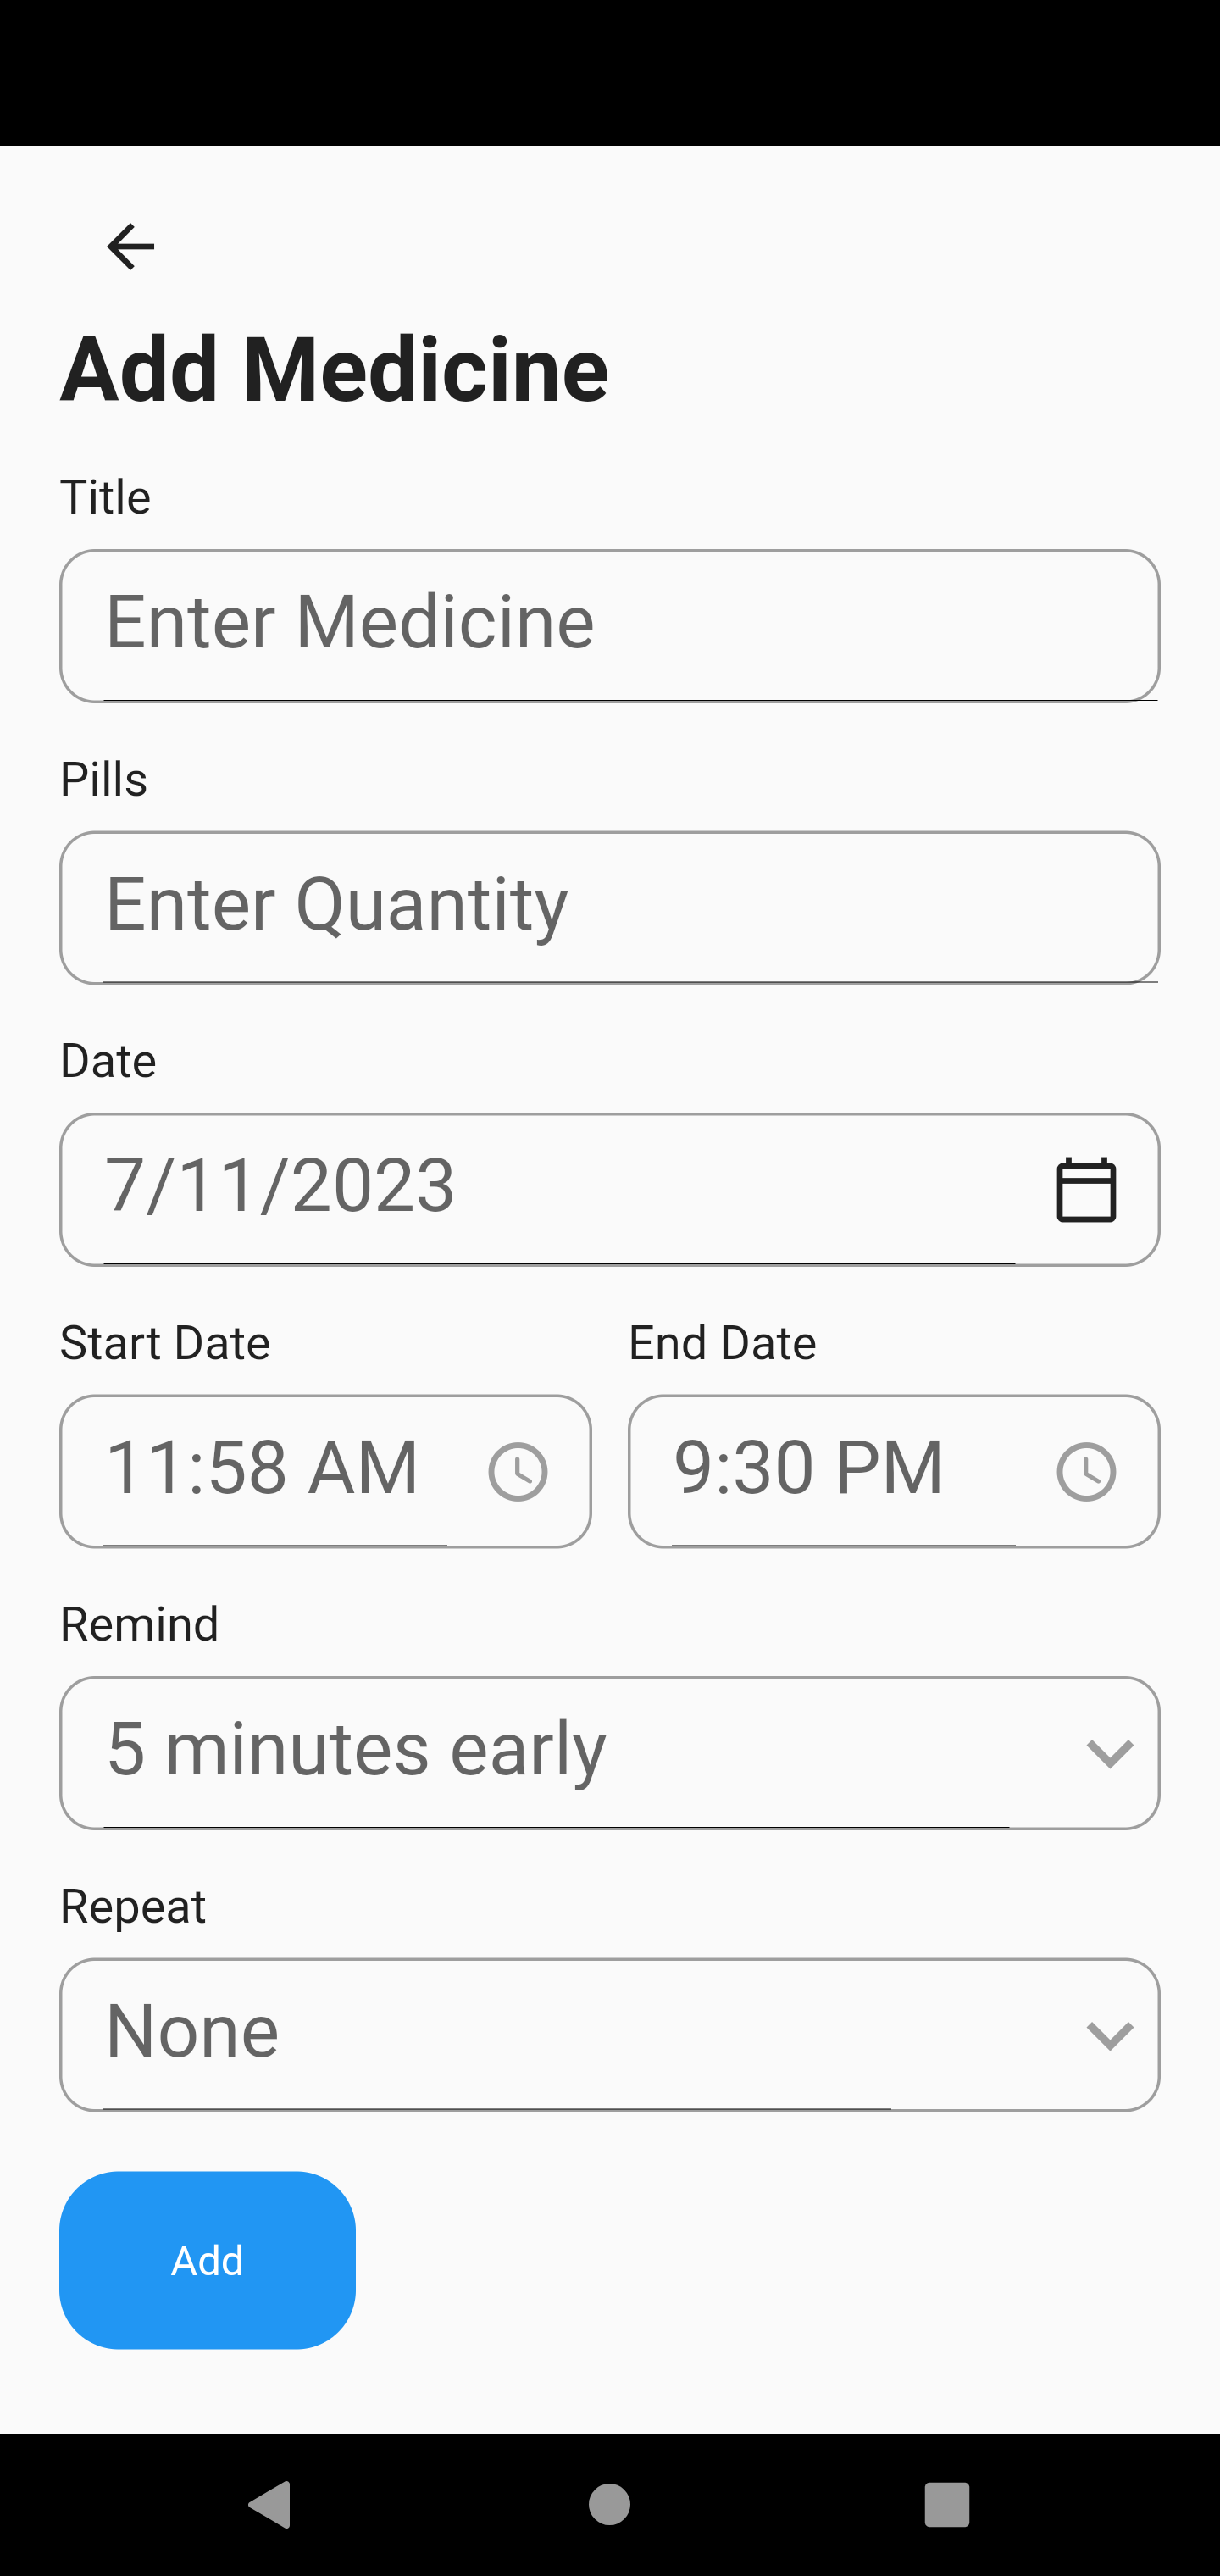 Add Medicine
Title
Enter Medicine
Pills
Enter Quantity
Date
7/11/2023
Start Date End Date
11:58 AM 9:30 PM
Remind
5 minutes early
Repeat
None
Add